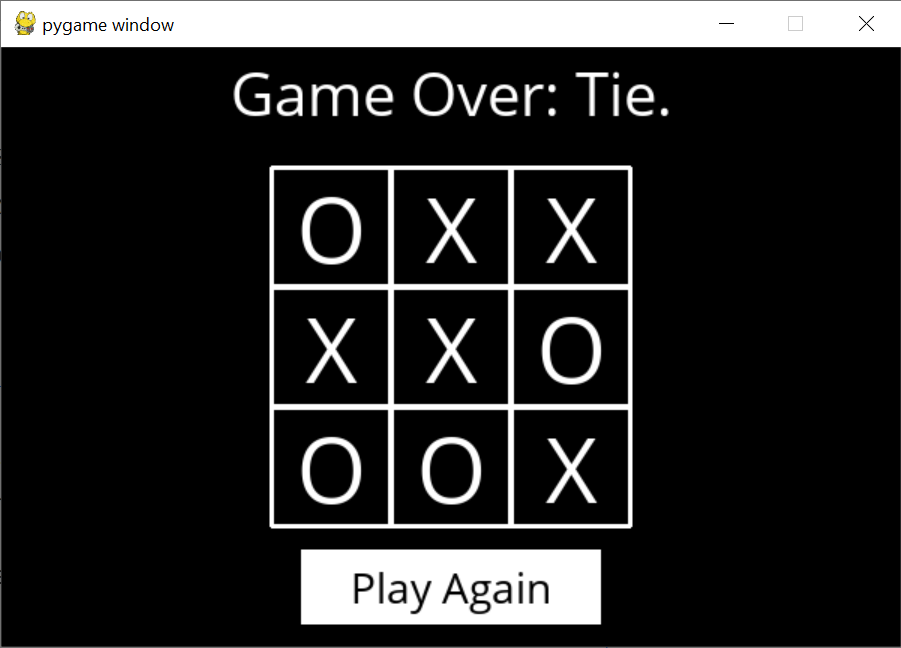 pygame window
Game Over: Tie.
O X X
X X O
O O X
Play Again